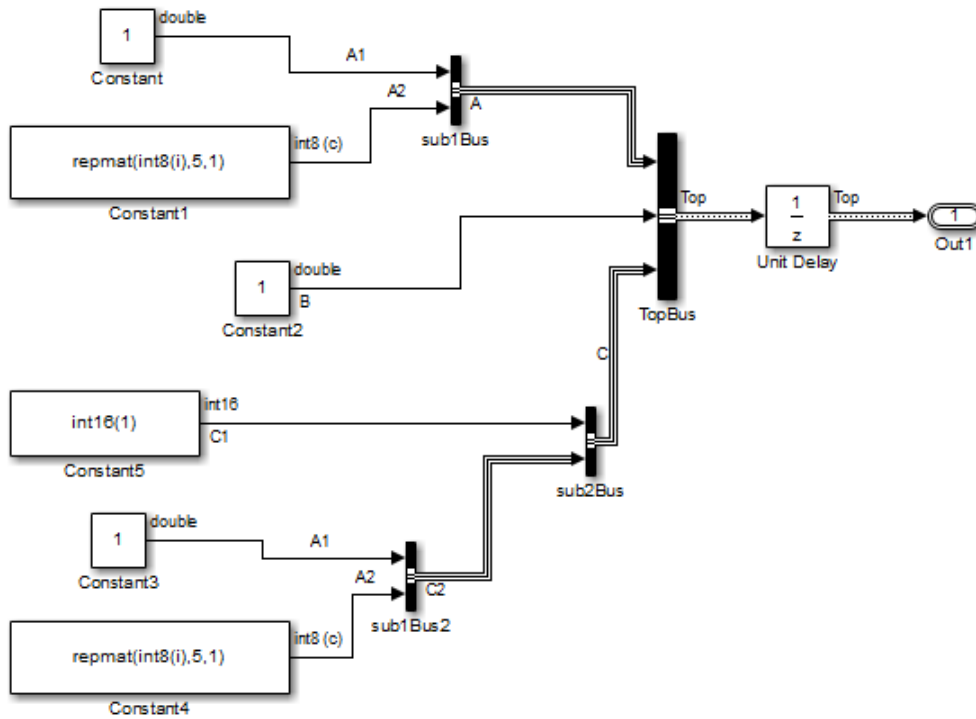 double
1
Constant
A1
A2
A
sub1Bus
repmat(int8(i),5,1)
int8 (c)
Constant1
Top
1
z
Unit Delay
Top
1
Out1
double
1
B
Constant2
TopBus
C
int16(1)
int16
C1
Constant5
sub2Bus
double
1
Constant3
A1
A2
C2
sub1Bus2
repmat(int8(i),5,1)
int8 (c)
Constant4